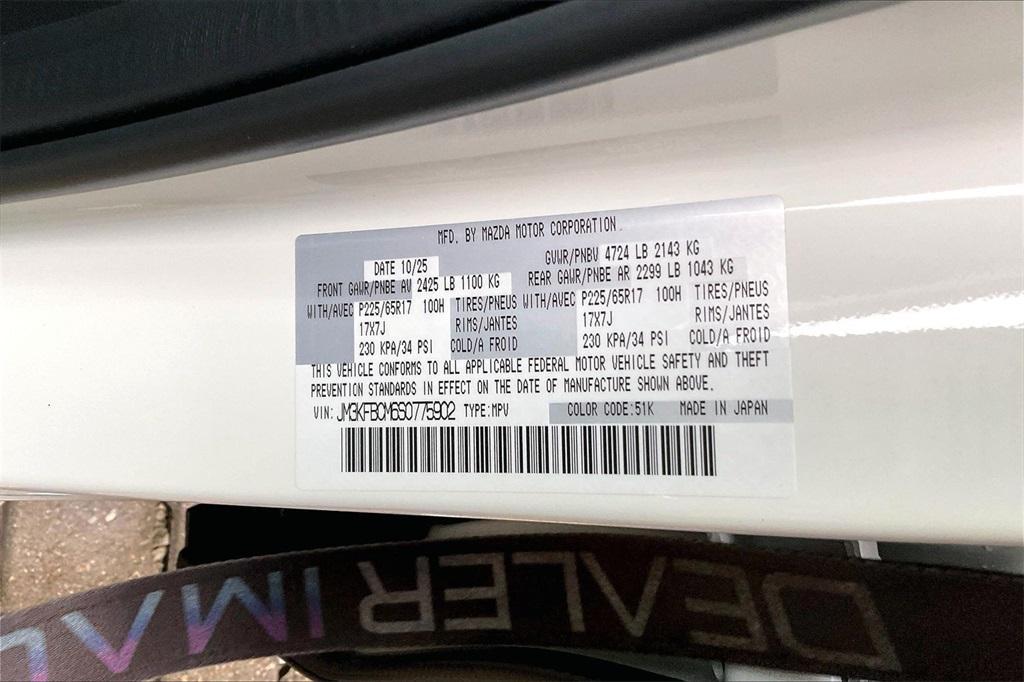 MFD. BY MAZDA MOTOR CORPORATION
DATE 10/25 GVWR/PNBV 4724 LB 2143 KG
FRONT GAWR/PNBE AV 2425 LB 1100 KG REAR GAWR/PNBE AR 2299 LB 1043 KG
WITH/AVEC P225/65R17 100H TIRES/PNEUS WITH/AVEC P225/65R17 100H TIRES/PNEUS
17X7J RIMS/JANTES 17X7J RIMS/JANTES
230 KPA/34 PSI COLD/A FROID 230 KPA/34 PSI COLD/A FROID
THIS VEHICLE CONFORMS TO ALL APPLICABLE FEDERAL MOTOR VEHICLE SAFETY AND THEFT
PREVENTION STANDARDS IN EFFECT ON THE DATE OF MANUFACTURE SHOWN ABOVE.
VIN: JM3KFBCM6S0775902 TYPE:MPV COLOR CODE:51K MADE IN JAPAN
DEALER IMA